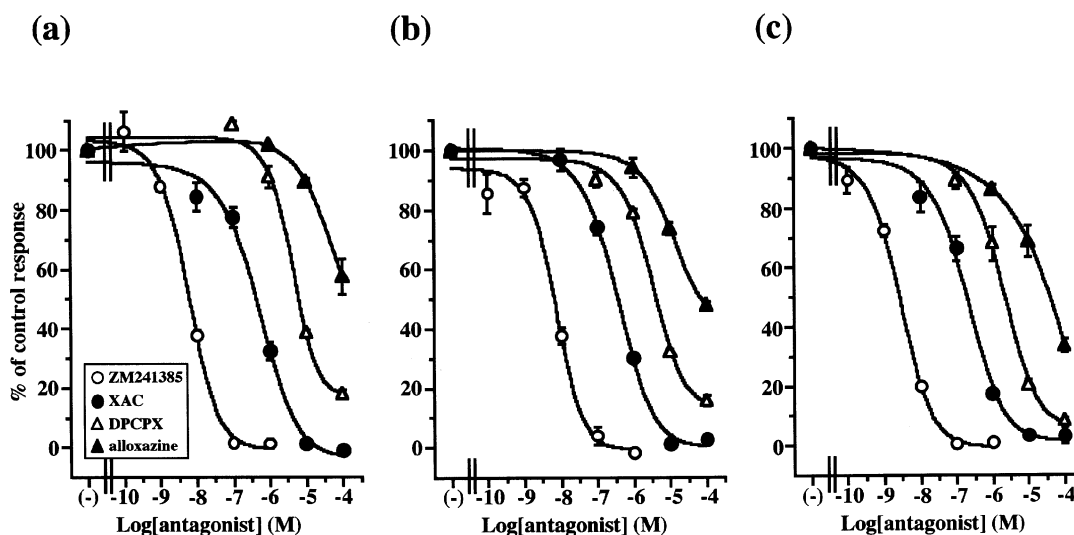 (a)
(b)
(c)
% of control response
100
80
60
40
20
0
ZM241385
XAC
DPCPX
alloxazine
(-) -10 -9 -8 -7 -6 -5 -4
Log[antagonist] (M)
100
80
60
40
20
0
(-) -10 -9 -8 -7 -6 -5 -4
Log[antagonist] (M)
100
80
60
40
20
0
(-) -10 -9 -8 -7 -6 -5 -4
Log[antagonist] (M)